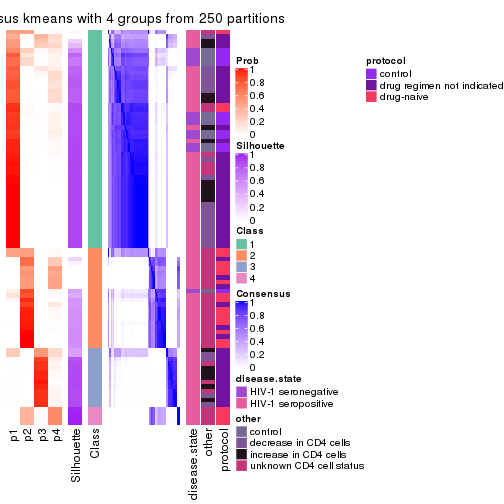 sus kmeans with 4 groups from 250 partitions
Prob
1
0.8
0.6
0.4
0.2
0
Silhouette
1
0.8
0.6
0.4
0.2
0
Class
1
2
3
4
Consensus
1
0.8
0.6
0.4
0.2
0
disease.state
HIV-1 seronegative
HIV-1 seropositive
other
control
decrease in CD4 cells
increase in CD4 cells
unknown CD4 cell status
protocol
control
drug regimen not indicated
drug-naive
p1
p2
p3
p4
Silhouette
Class
disease.state
other
protocol